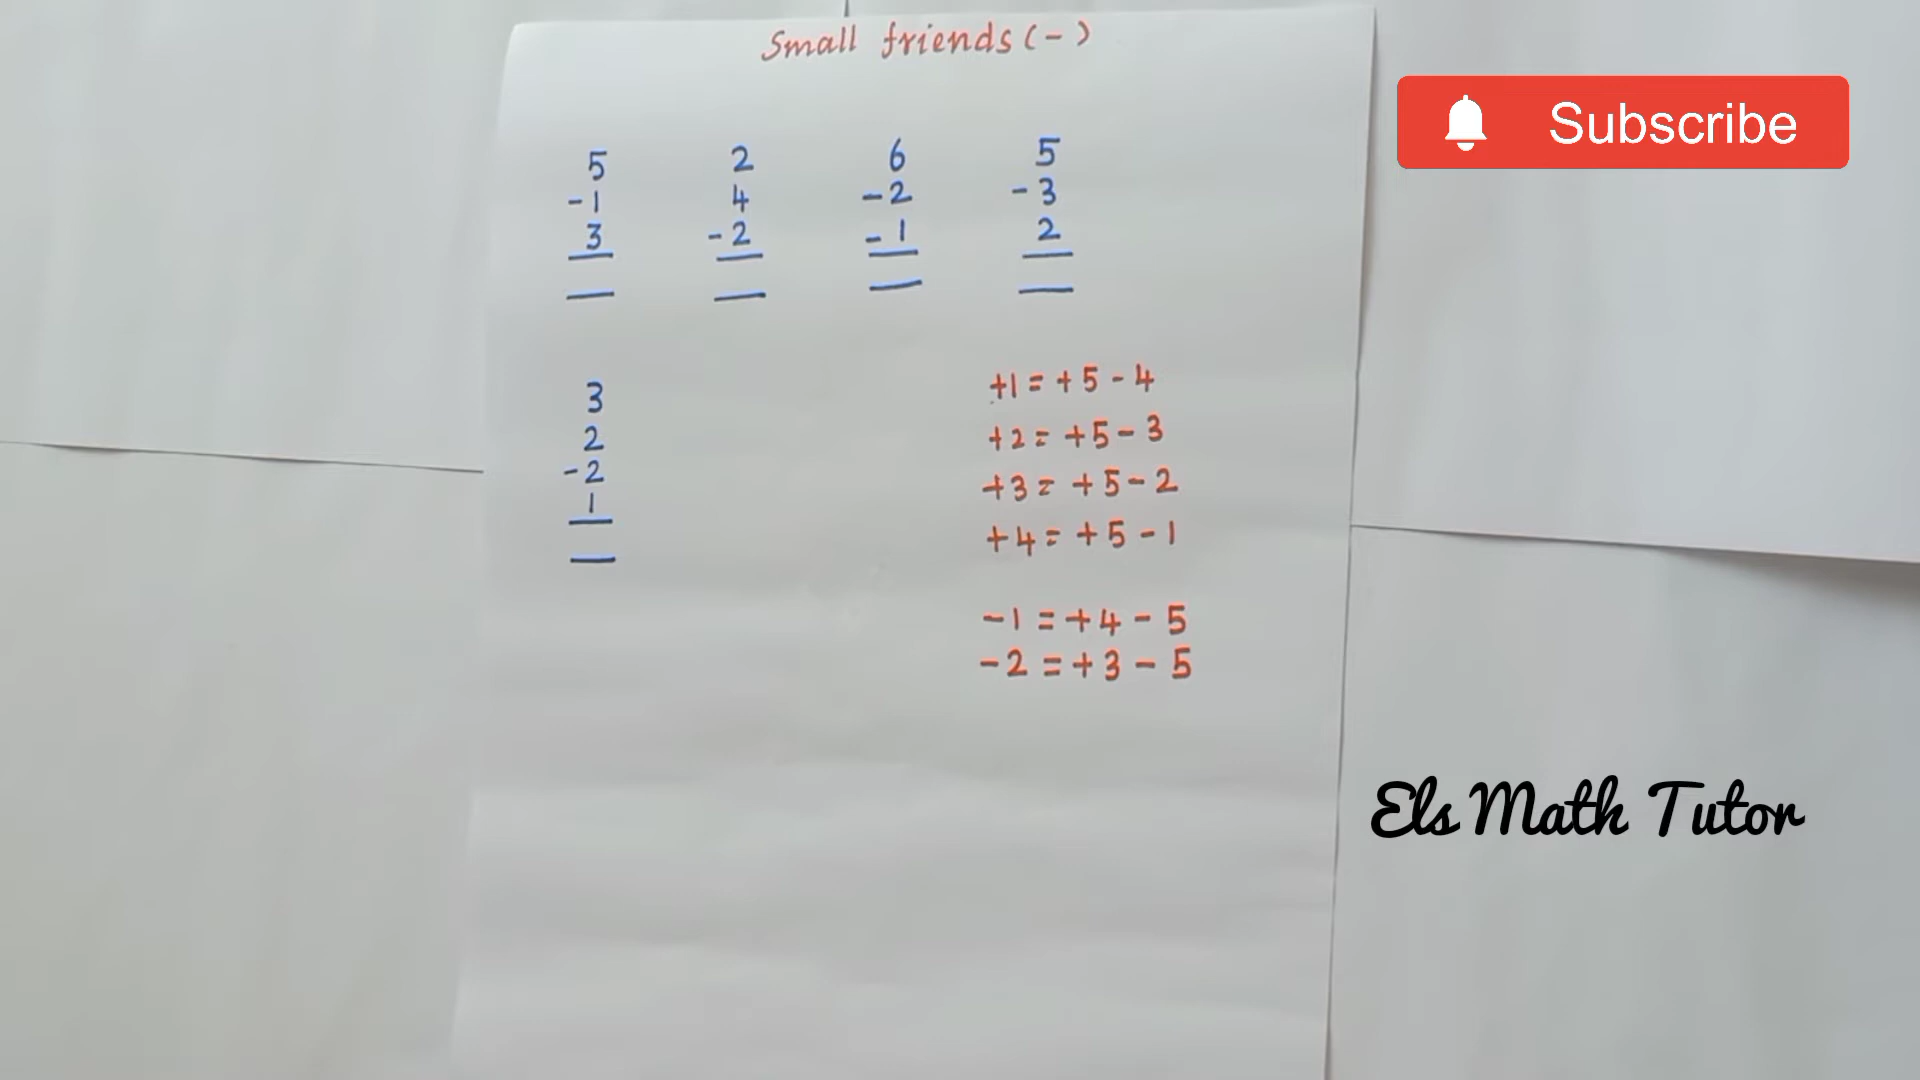 Small friends (-)
Subscribe
5 2 6 5
-1 4 -2 -3
3 -2 -1 2
3
2
-2
1
+1 = +5 - 4
+2 = +5 - 3
+3 = +5 - 2
+4 = +5 - 1
-1 = +4 - 5
-2 = +3 - 5
Els Math Tutor